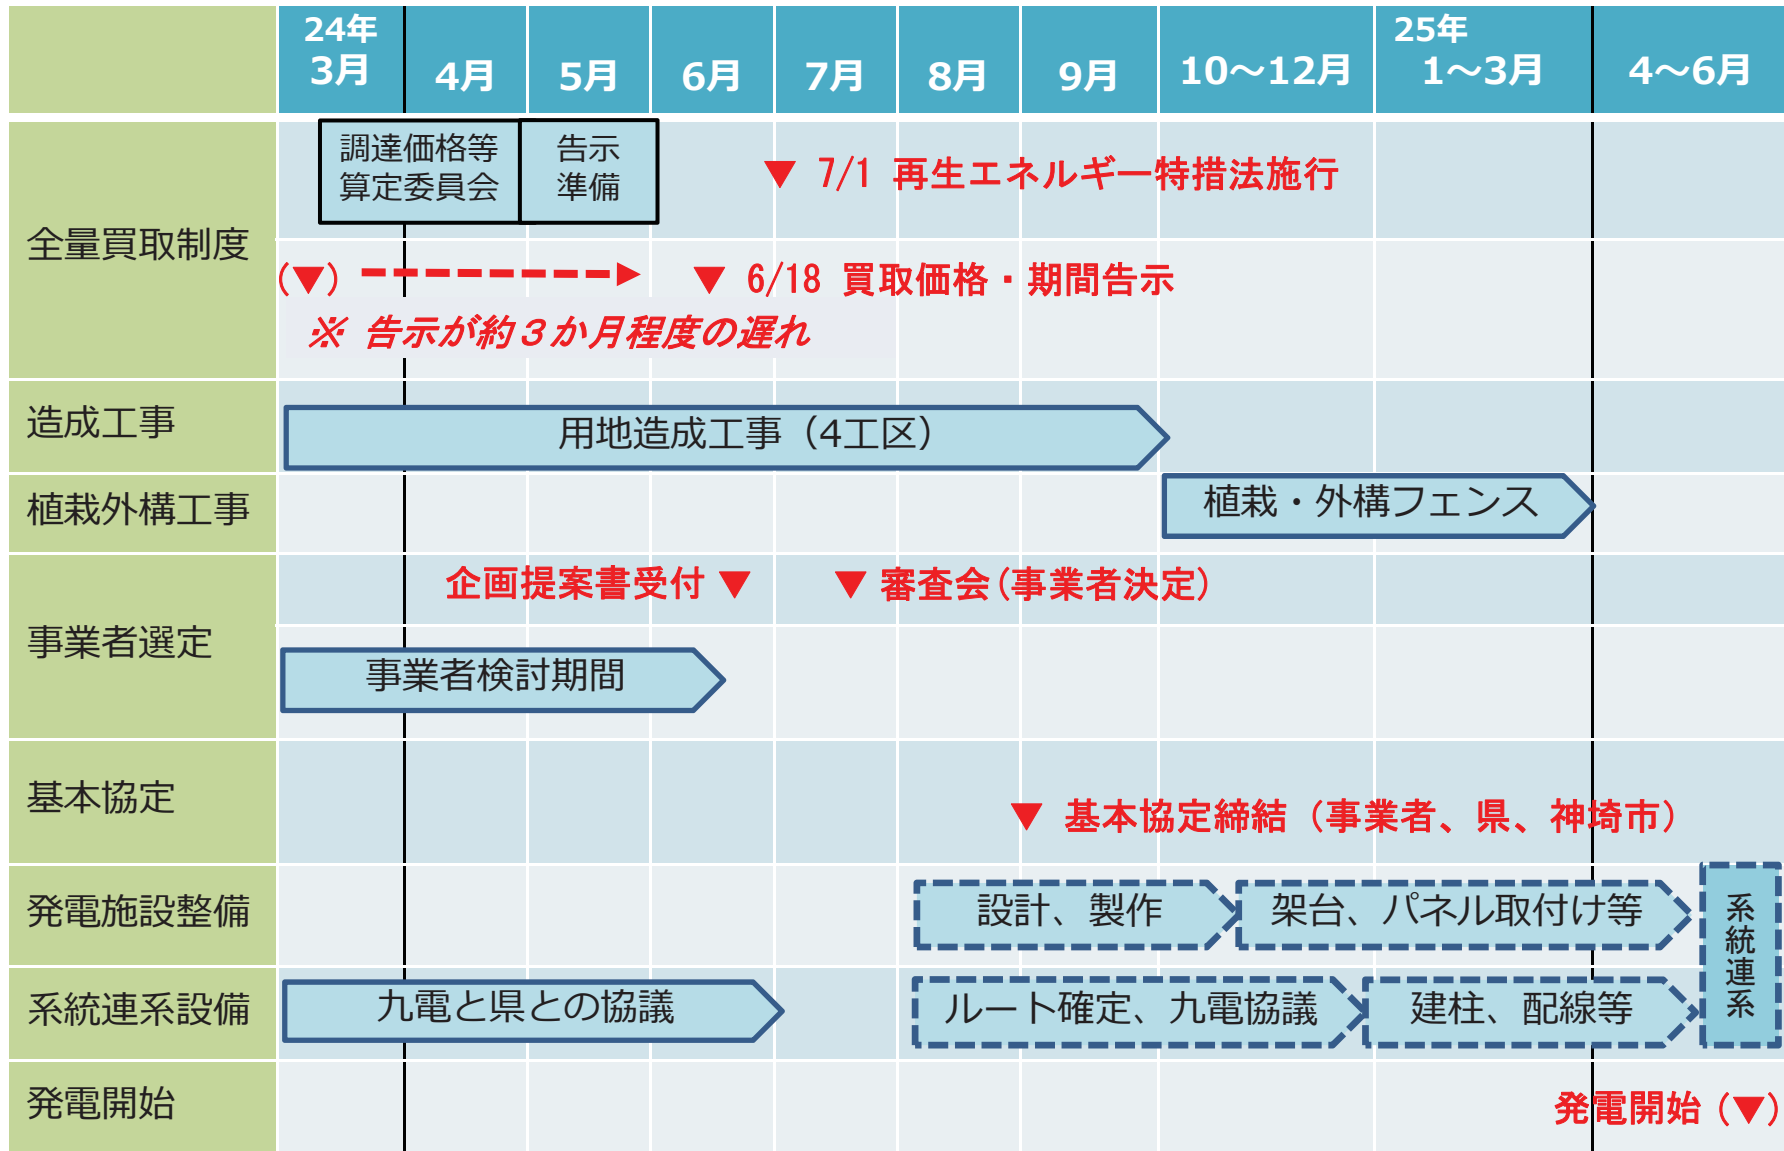 24年
3月
4月
5月
6月
7月
8月
9月
10～12月
25年
1～3月
4～6月
全量買取制度
調達価格等
算定委員会
告示
準備
▼ 7/1 再生エネルギー特措法施行
(▼)
▼ 6/18 買取価格・期間告示
※ 告示が約３か月程度の遅れ
造成工事
用地造成工事（4工区）
植栽外構工事
植栽・外構フェンス
事業者選定
企画提案書受付 ▼
▼ 審査会(事業者決定)
事業者検討期間
基本協定
▼ 基本協定締結（事業者、県、神埼市）
発電施設整備
設計、製作
架台、パネル取付け等
系統連系
系統連系設備
九電と県との協議
ルート確定、九電協議
建柱、配線等
発電開始
発電開始 (▼)